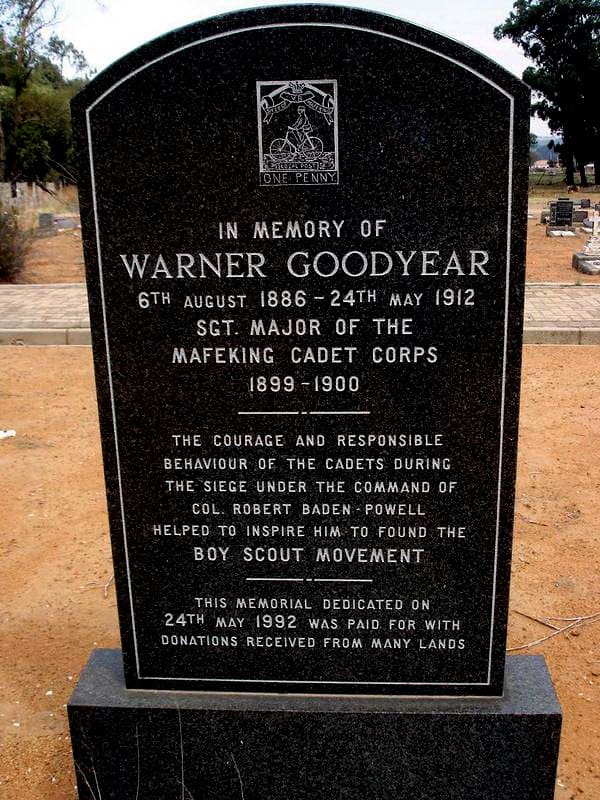 LOCAL POST
ONE PENNY
IN MEMORY OF
WARNER GOODYEAR
6TH AUGUST 1886 - 24TH MAY 1912
SGT. MAJOR OF THE
MAFEKING CADET CORPS
1899 - 1900
THE COURAGE AND RESPONSIBLE
BEHAVIOUR OF THE CADETS DURING
THE SIEGE UNDER THE COMMAND OF
COL. ROBERT BADEN - POWELL
HELPED TO INSPIRE HIM TO FOUND THE
BOY SCOUT MOVEMENT
THIS MEMORIAL DEDICATED ON
24TH MAY 1992 WAS PAID FOR WITH
DONATIONS RECEIVED FROM MANY LANDS